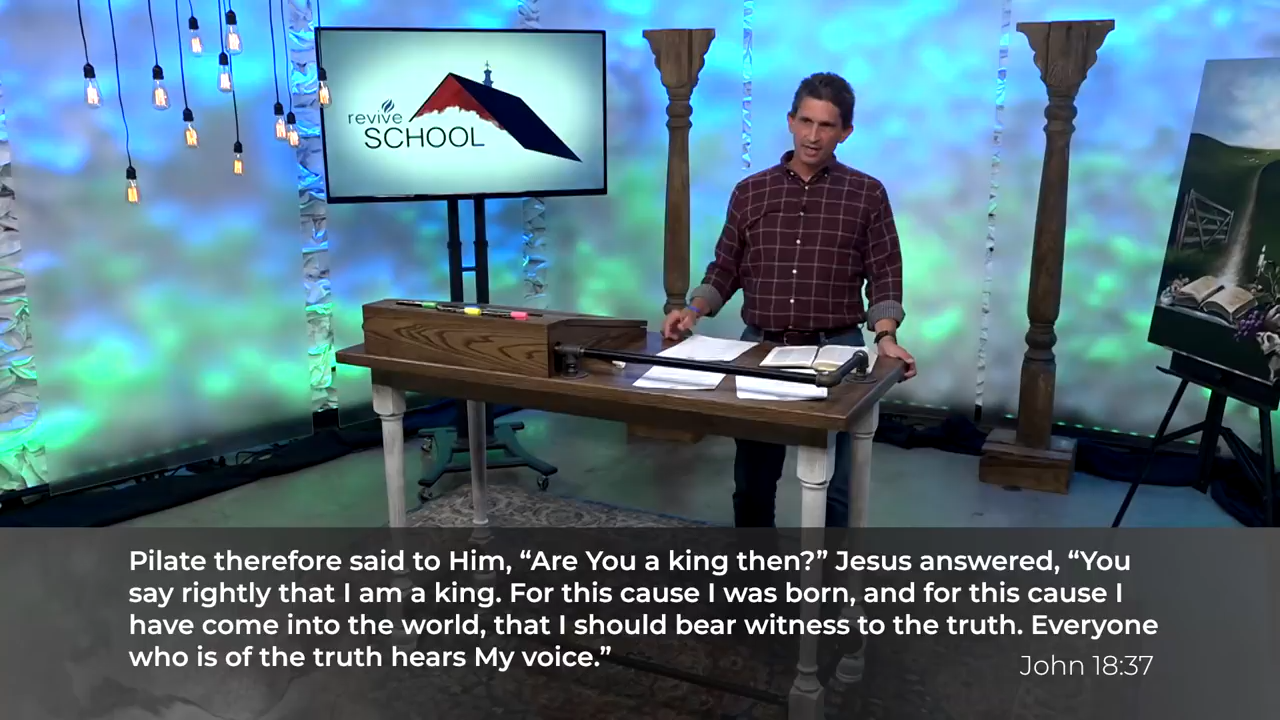 revive
SCHOOL
Pilate therefore said to Him, “Are You a king then?” Jesus answered, “You
say rightly that I am a king. For this cause I was born, and for this cause I
have come into the world, that I should bear witness to the truth. Everyone
who is of the truth hears My voice.”
John 18:37